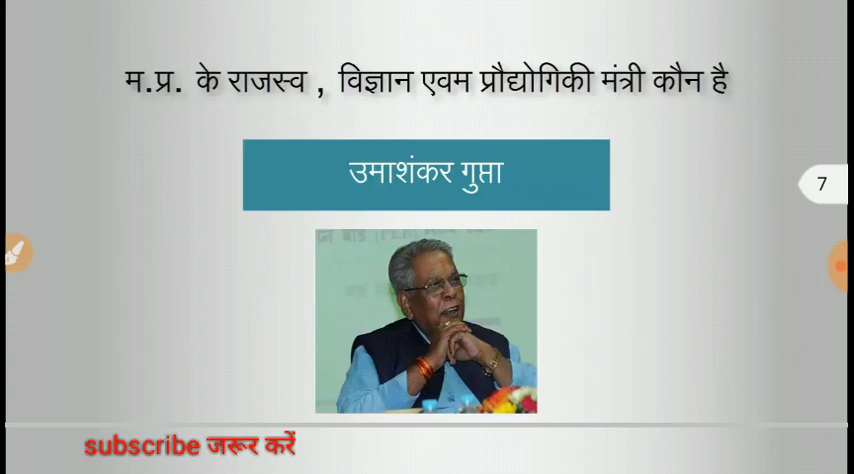 म.प्र. के राजस्व , विज्ञान एवम प्रौद्योगिकी मंत्री कौन है
उमाशंकर गुप्ता
7
subscribe जरूर करें